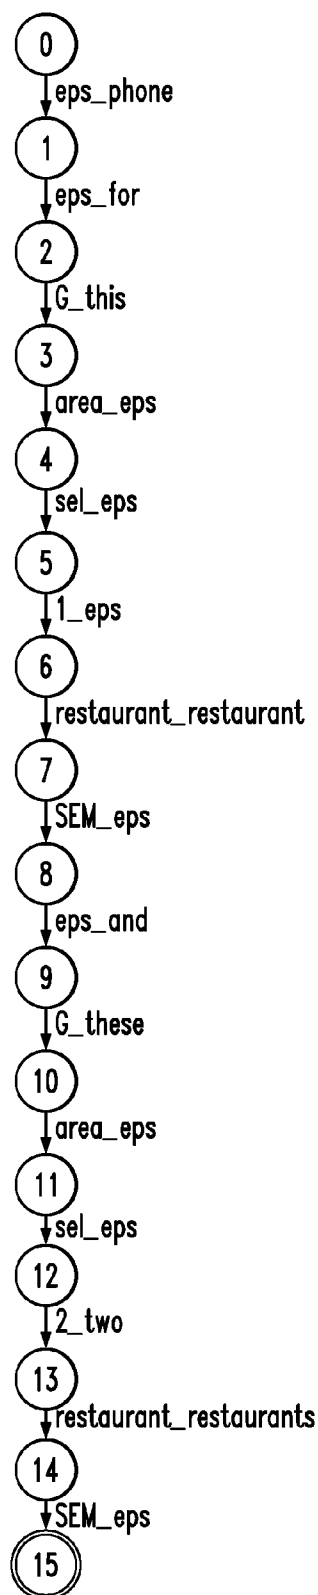 0
eps_phone
1
eps_for
2
G_this
3
area_eps
4
sel_eps
5
1_eps
6
restaurant_restaurant
7
SEM_eps
8
eps_and
9
G_these
10
area_eps
11
sel_eps
12
2_two
13
restaurant_restaurants
14
SEM_eps
15